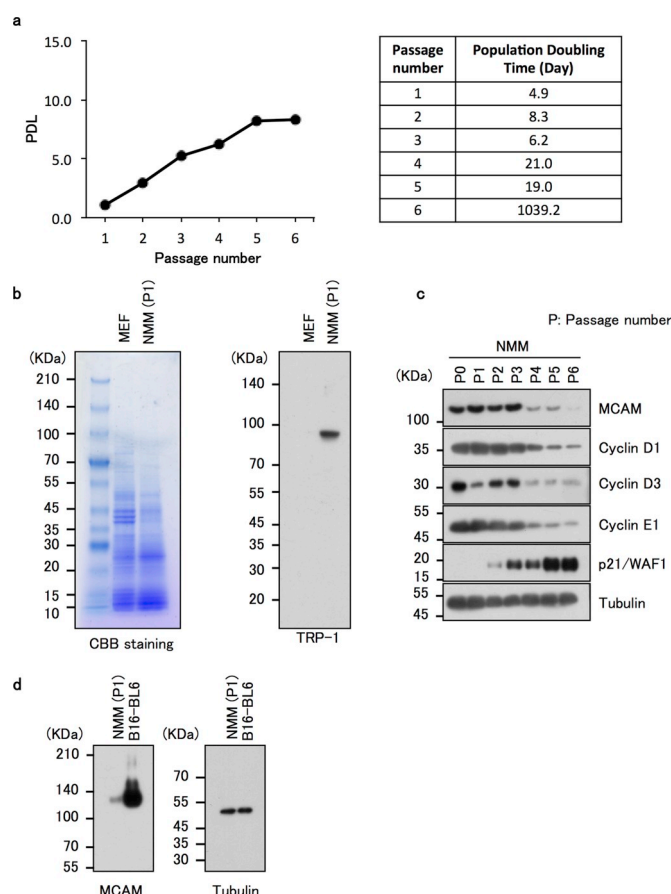 a
15.0
10.0
5.0
0.0
PDL
1 2 3 4 5 6
Passage number
Passage number Population Doubling Time (Day)
1 4.9
2 8.3
3 6.2
4 21.0
5 19.0
6 1039.2
b
MEF
NMM (P1)
(KDa)
210
140
100
70
55
45
35
30
20
15
10
CBB staining
MEF
NMM (P1)
(KDa)
140
100
70
55
45
35
30
20
TRP-1
c
P: Passage number
NMM
(KDa) P0 P1 P2 P3 P4 P5 P6
100 MCAM
35 Cyclin D1
30 Cyclin D3
55
45 Cyclin E1
20
15 p21/WAF1
55
45 Tubulin
d
NMM (P1)
B16-BL6
(KDa)
210
140
100
70
55
MCAM
NMM (P1)
B16-BL6
(KDa)
70
55
45
35
30
Tubulin